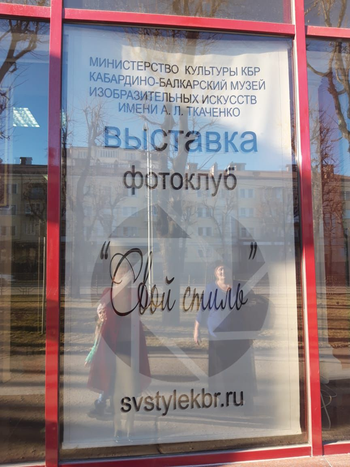 МИНИСТЕРСТВО КУЛЬТУРЫ КБР
КАБАРДИНО-БАЛКАРСКИЙ МУЗЕЙ
ИЗОБРАЗИТЕЛЬНЫХ ИСКУССТВ
ИМЕНИ А. Л. ТКАЧЕНКО
выставка
фотоклуб
"Свой стиль"
svstylekbr.ru